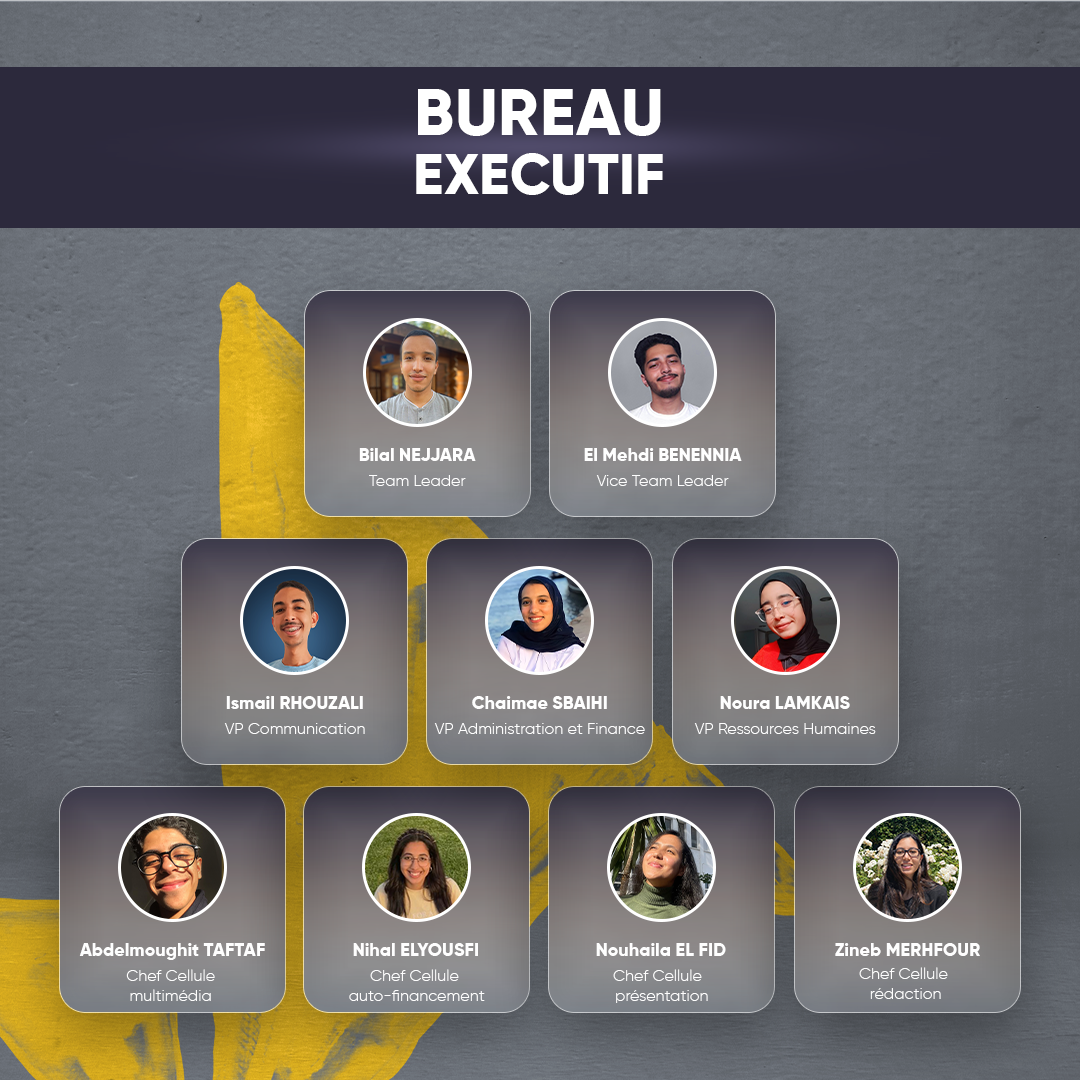 BUREAU
EXECUTIF
Bilal NEJJARA
Team Leader
El Mehdi BENENNIA
Vice Team Leader
Ismail RHOUZALI
VP Communication
Chaimae SBAIHI
VP Administration et Finance
Noura LAMKAIS
VP Ressources Humaines
Abdelmoughit TAFTAF
Chef Cellule
multimédia
Nihal ELYOUSFI
Chef Cellule
auto-financement
Nouhaila EL FID
Chef Cellule
présentation
Zineb MERHFOUR
Chef Cellule
rédaction